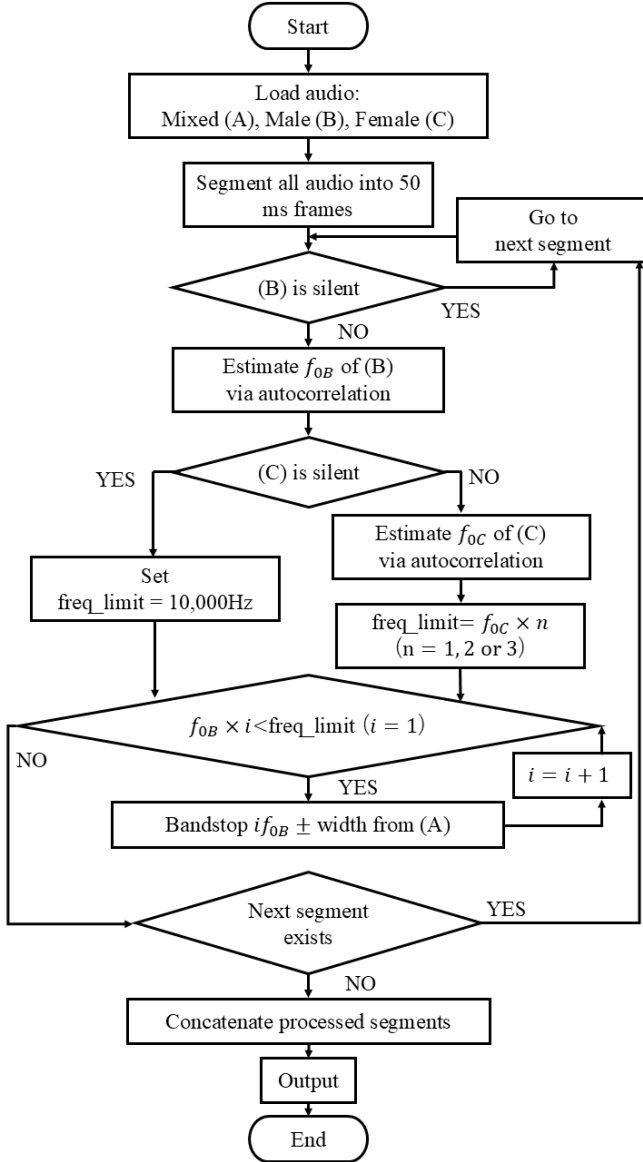 Start
Load audio:
Mixed (A), Male (B), Female (C)
Segment all audio into 50
ms frames
Go to
next segment
(B) is silent
YES
NO
Estimate f₀B of (B)
via autocorrelation
(C) is silent
YES
NO
Estimate f₀C of (C)
via autocorrelation
Set
freq_limit = 10,000Hz
freq_limit= f₀C × n
(n = 1, 2 or 3)
f₀B × i<freq_limit (i = 1)
NO
YES
i = i + 1
Bandstop if₀B ± width from (A)
Next segment
exists
YES
NO
Concatenate processed segments
Output
End